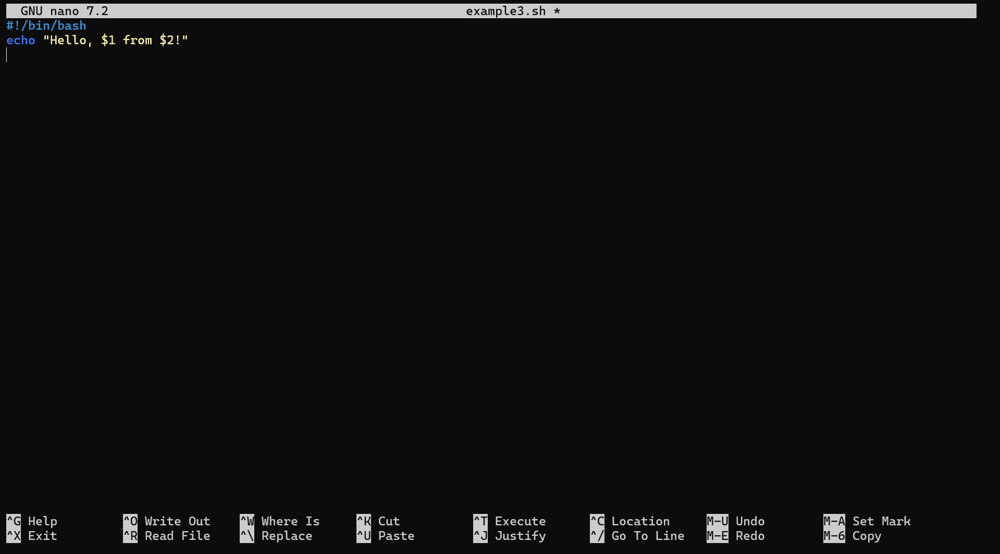 GNU nano 7.2 example3.sh *
#!/bin/bash
echo "Hello, $1 from $2!"
^G Help ^O Write Out ^W Where Is ^K Cut ^T Execute ^C Location M-U Undo M-A Set Mark
^X Exit ^R Read File ^\ Replace ^U Paste ^J Justify ^/ Go To Line M-E Redo M-6 Copy